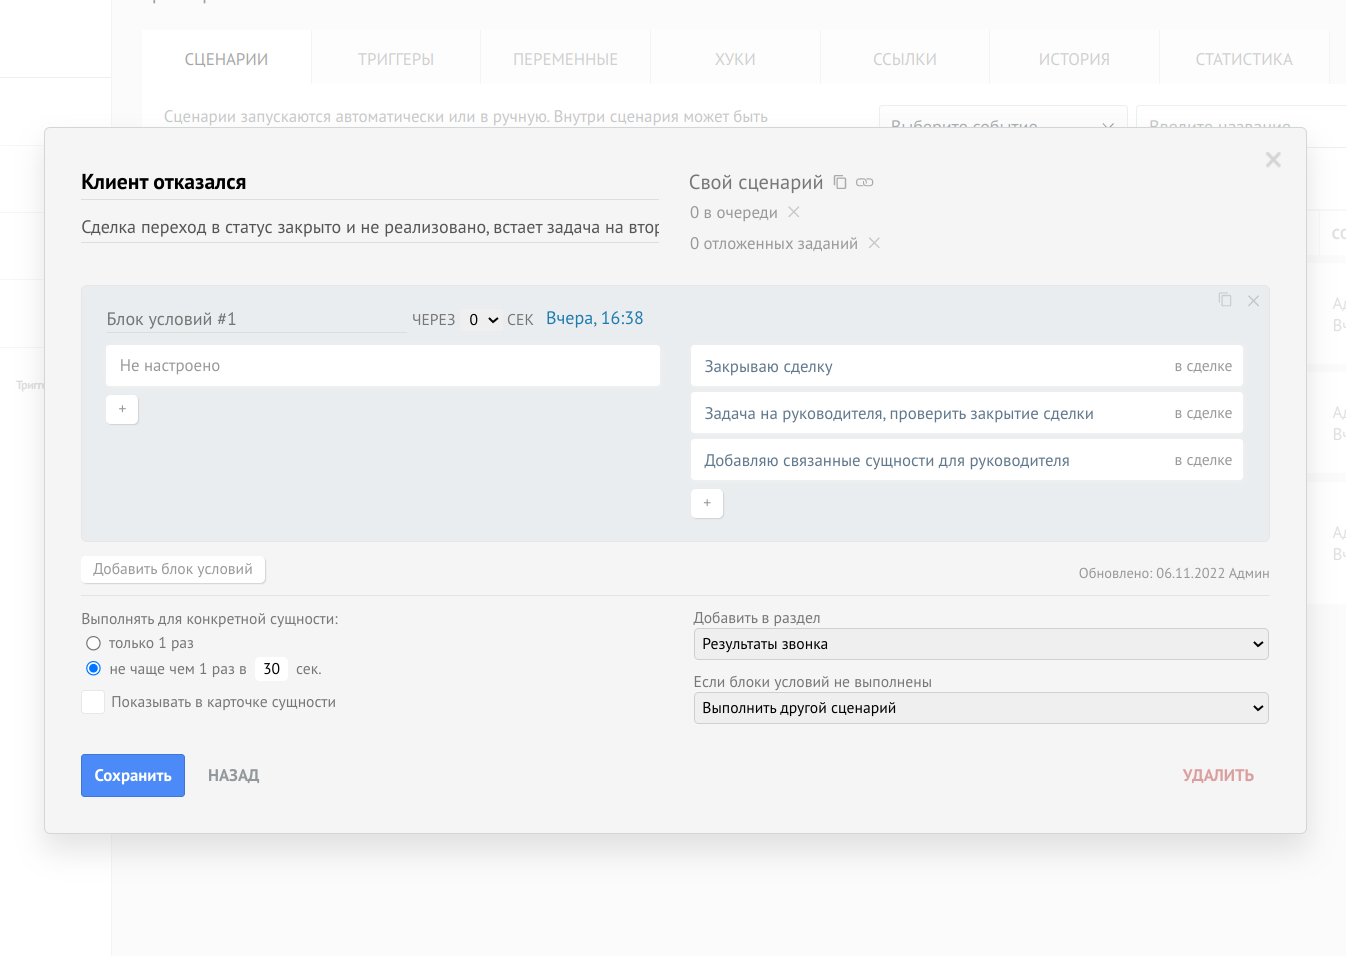 СЦЕНАРИИ ТРИГГЕРЫ ПЕРЕМЕННЫЕ ХУКИ ССЫЛКИ ИСТОРИЯ СТАТИСТИКА
Сценарии запускаются автоматически или в ручную. Внутри сценария может быть
Выберите событие Введите название
Клиент отказался
Свой сценарий
0 в очереди
Сделка переход в статус закрыто и не реализовано, встает задача на втор
0 отложенных заданий
Блок условий #1 ЧЕРЕЗ 0 СЕК Вчера, 16:38
Не настроено
+
Закрываю сделку в сделке
Задача на руководителя, проверить закрытие сделки в сделке
Добавляю связанные сущности для руководителя в сделке
+
Добавить блок условий
Обновлено: 06.11.2022 Админ
Выполнять для конкретной сущности:
только 1 раз
не чаще чем 1 раз в 30 сек.
Показывать в карточке сущности
Добавить в раздел
Результаты звонка
Если блоки условий не выполнены
Выполнить другой сценарий
Сохранить НАЗАД УДАЛИТЬ